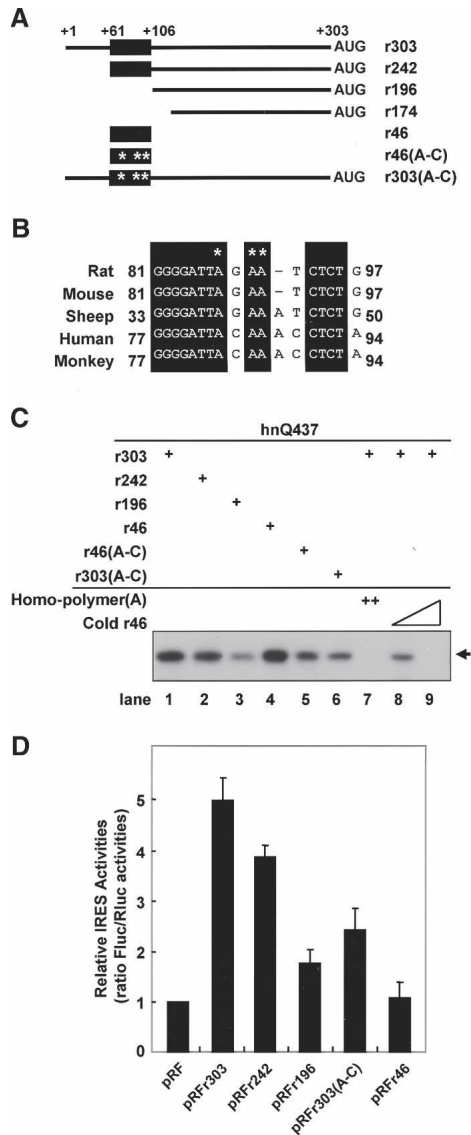 A
+1 +61 +106 +303
AUG r303
AUG r242
AUG r196
AUG r174
r46
* ** r46(A-C)
* ** AUG r303(A-C)
B
* **
Rat 81 GGGGATTA G AA - T CTCT G 97
Mouse 81 GGGGATTA G AA - T CTCT G 97
Sheep 33 GGGGATTA G AA A T CTCT G 50
Human 77 GGGGATTA C AA A C CTCT A 94
Monkey 77 GGGGATTA C AA A C CTCT A 94
C
hnQ437
r303 + + + +
r242 +
r196 +
r46 +
r46(A-C) +
r303(A-C) +
Homo-polymer(A) ++
Cold r46
lane 1 2 3 4 5 6 7 8 9
D
Relative IRES Activities
(ratio Fluc/Rluc activities)
5
4
3
2
1
0
pRF
pRFr303
pRFr242
pRFr196
pRFr303(A-C)
pRFr46